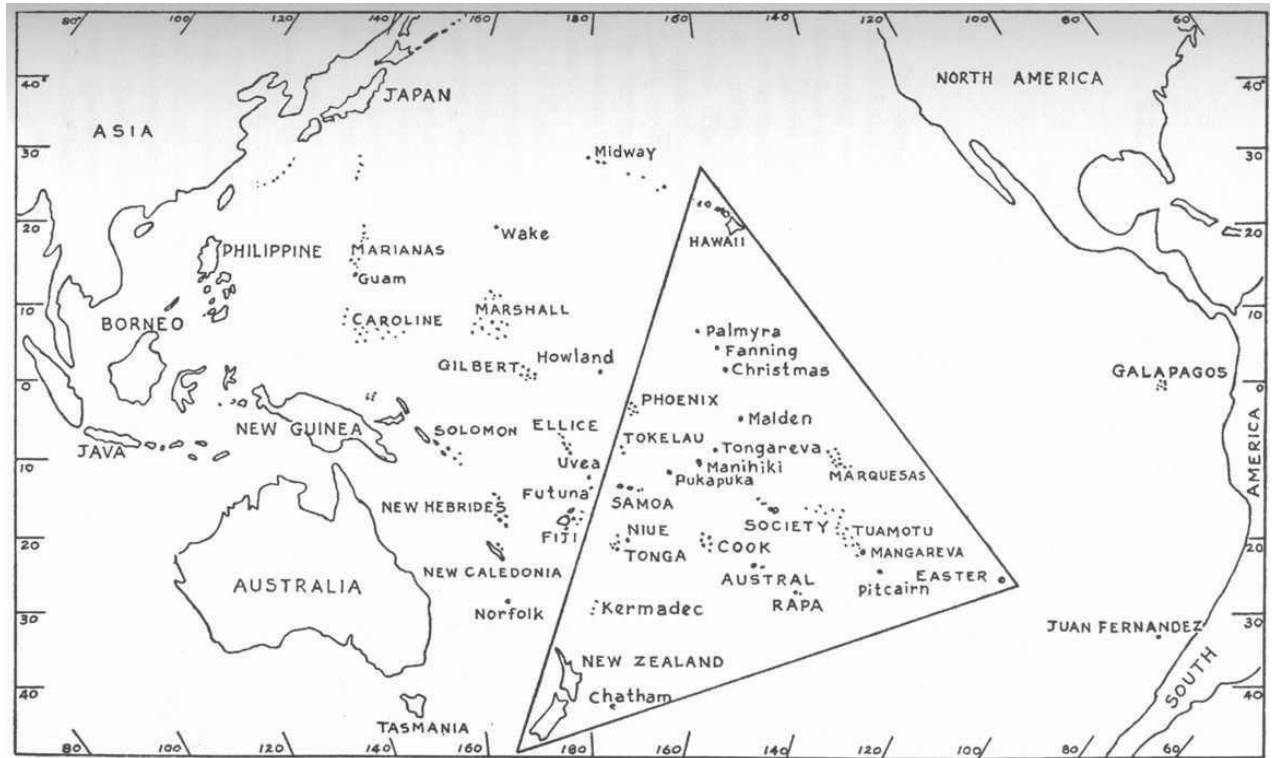 80° 100 120 140 160 180 160 140 120 100 80 60
NORTH AMERICA
40° 40°
JAPAN
ASIA
30 30
Midway
20 20
Wake
HAWAII
PHILIPPINE
MARIANAS
Guam
10 10
CAROLINE
MARSHALL
BORNEO
Palmyra
Fanning
GILBERT
Howland
Christmas
GALAPAGOS
0 0
PHOENIX
NEW GUINEA
SOLOMON
ELLICE
Malden
JAVA
TOKELAU
Tongareva
10 10
Uvea
Manihiki
MARQUESAS
Pukapuka
Futuna
SAMOA
NEW HEBRIDES
SOCIETY
FIJI
NIUE
TUAMOTU
20 20
TONGA
COOK
MANGAREVA
NEW CALEDONIA
AUSTRALIA
AUSTRAL
Pitcairn
EASTER
Norfolk
Kermadec
RAPA
30 30
JUAN FERNANDEZ
NEW ZEALAND
SOUTH AMERICA
40 40
Chatham
TASMANIA
80 100 120 140 160 180 160 140 120 100 80 60